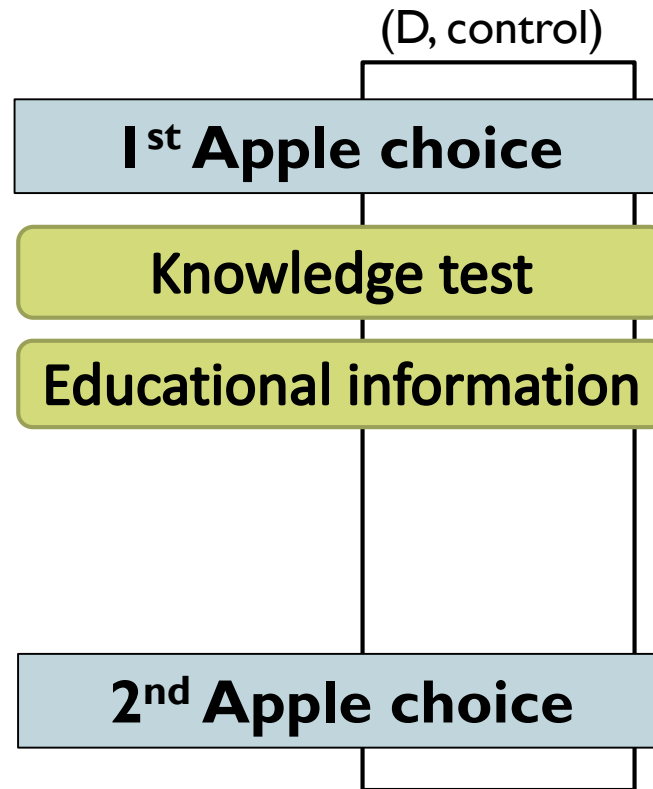 (D, control)
1st Apple choice
Knowledge test
Educational information
2nd Apple choice